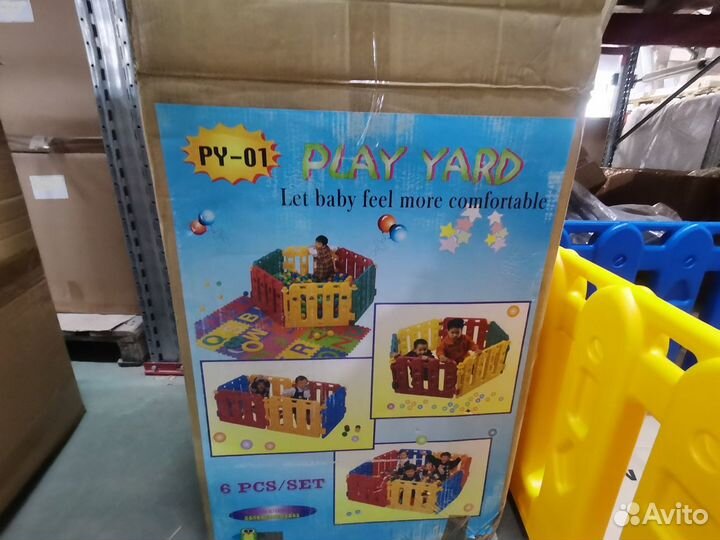 PY-01
PLAY YARD
Let baby feel more comfortable
6 PCS/SET
Avito